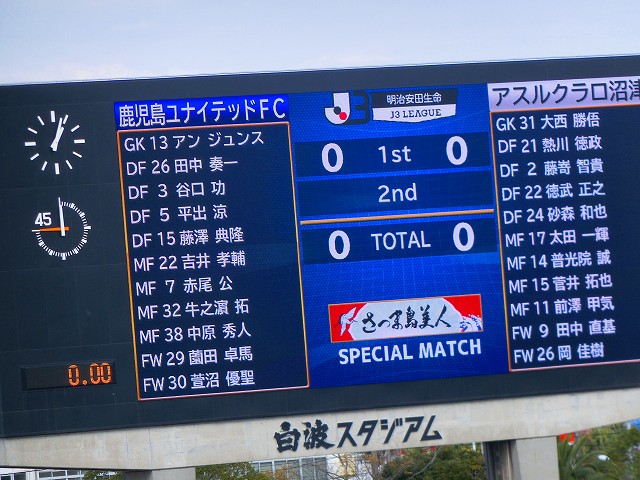 鹿児島ユナイテッドFC
GK 13 アン ジュンス
DF 26 田中 奏一
DF 3 谷口 功
DF 5 平出 涼
DF 15 藤澤 典隆
MF 22 吉井 孝輔
MF 7 赤尾 公
MF 32 牛之濵 拓
MF 38 中原 秀人
FW 29 薗田 卓馬
FW 30 萱沼 優聖
J3
明治安田生命
J3 LEAGUE
0 1st 0
2nd
0 TOTAL 0
さつま島美人
SPECIAL MATCH
アスルクラロ沼津
GK 31 大西 勝悟
DF 21 熱川 徳政
DF 2 藤嵜 智貴
DF 22 徳武 正之
DF 24 砂森 和也
MF 17 太田 一輝
MF 14 普光院 誠
MF 15 菅井 拓也
MF 11 前澤 甲気
FW 9 田中 直基
FW 26 岡 佳樹
45
0.00
白波スタジアム